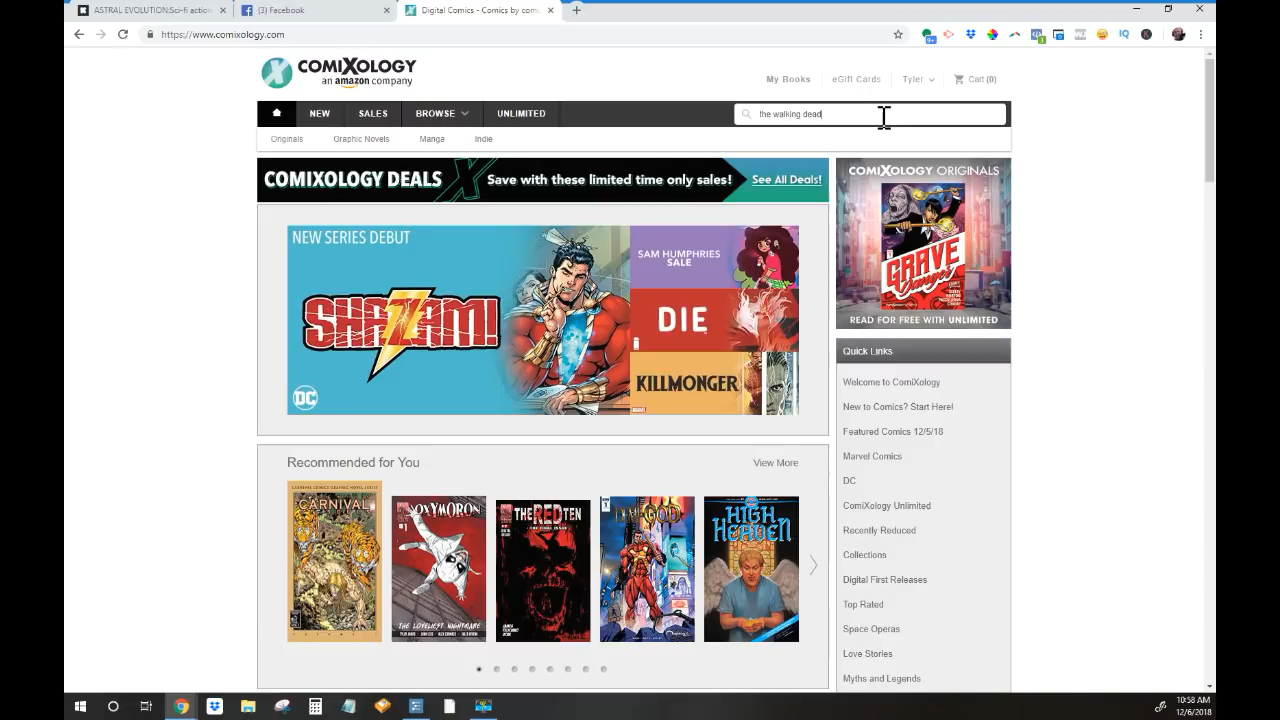 ASTRAL EVOLUTION:Sci-fi action
(3) Facebook
Digital Comics - Comics by com
https://www.comixology.com
COMIXOLOGY
an amazon company
My Books
eGift Cards
Tyler
Cart (0)
NEW
SALES
BROWSE
UNLIMITED
the walking dead
Originals
Graphic Novels
Manga
Indie
COMIXOLOGY DEALS
Save with these limited time only sales!
See All Deals!
COMIXOLOGY ORIGINALS
GRAVE
Danger
READ FOR FREE WITH UNLIMITED
NEW SERIES DEBUT
SHAZAM!
DC
SAM HUMPHRIES
SALE
DIE
KILLMONGER
MARVEL
Quick Links
Welcome to ComiXology
New to Comics? Start Here!
Featured Comics 12/5/18
Marvel Comics
DC
ComiXology Unlimited
Recently Reduced
Collections
Digital First Releases
Top Rated
Space Operas
Love Stories
Myths and Legends
Recommended for You
View More
CARNIVAL
OXYMORON
#1
THE LOVELIEST NIGHTMARE
THE RED TEN
THE FINAL ISSUE
HIGH
HEAVEN
10:58 AM
12/6/2018